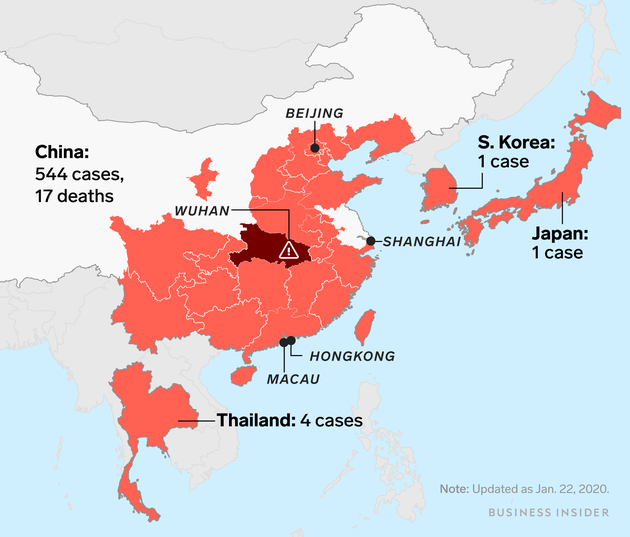 BEIJING
China:
544 cases,
17 deaths
S. Korea:
1 case
WUHAN
Japan:
1 case
SHANGHAI
HONGKONG
MACAU
Thailand: 4 cases
Note: Updated as Jan. 22, 2020.
BUSINESS INSIDER